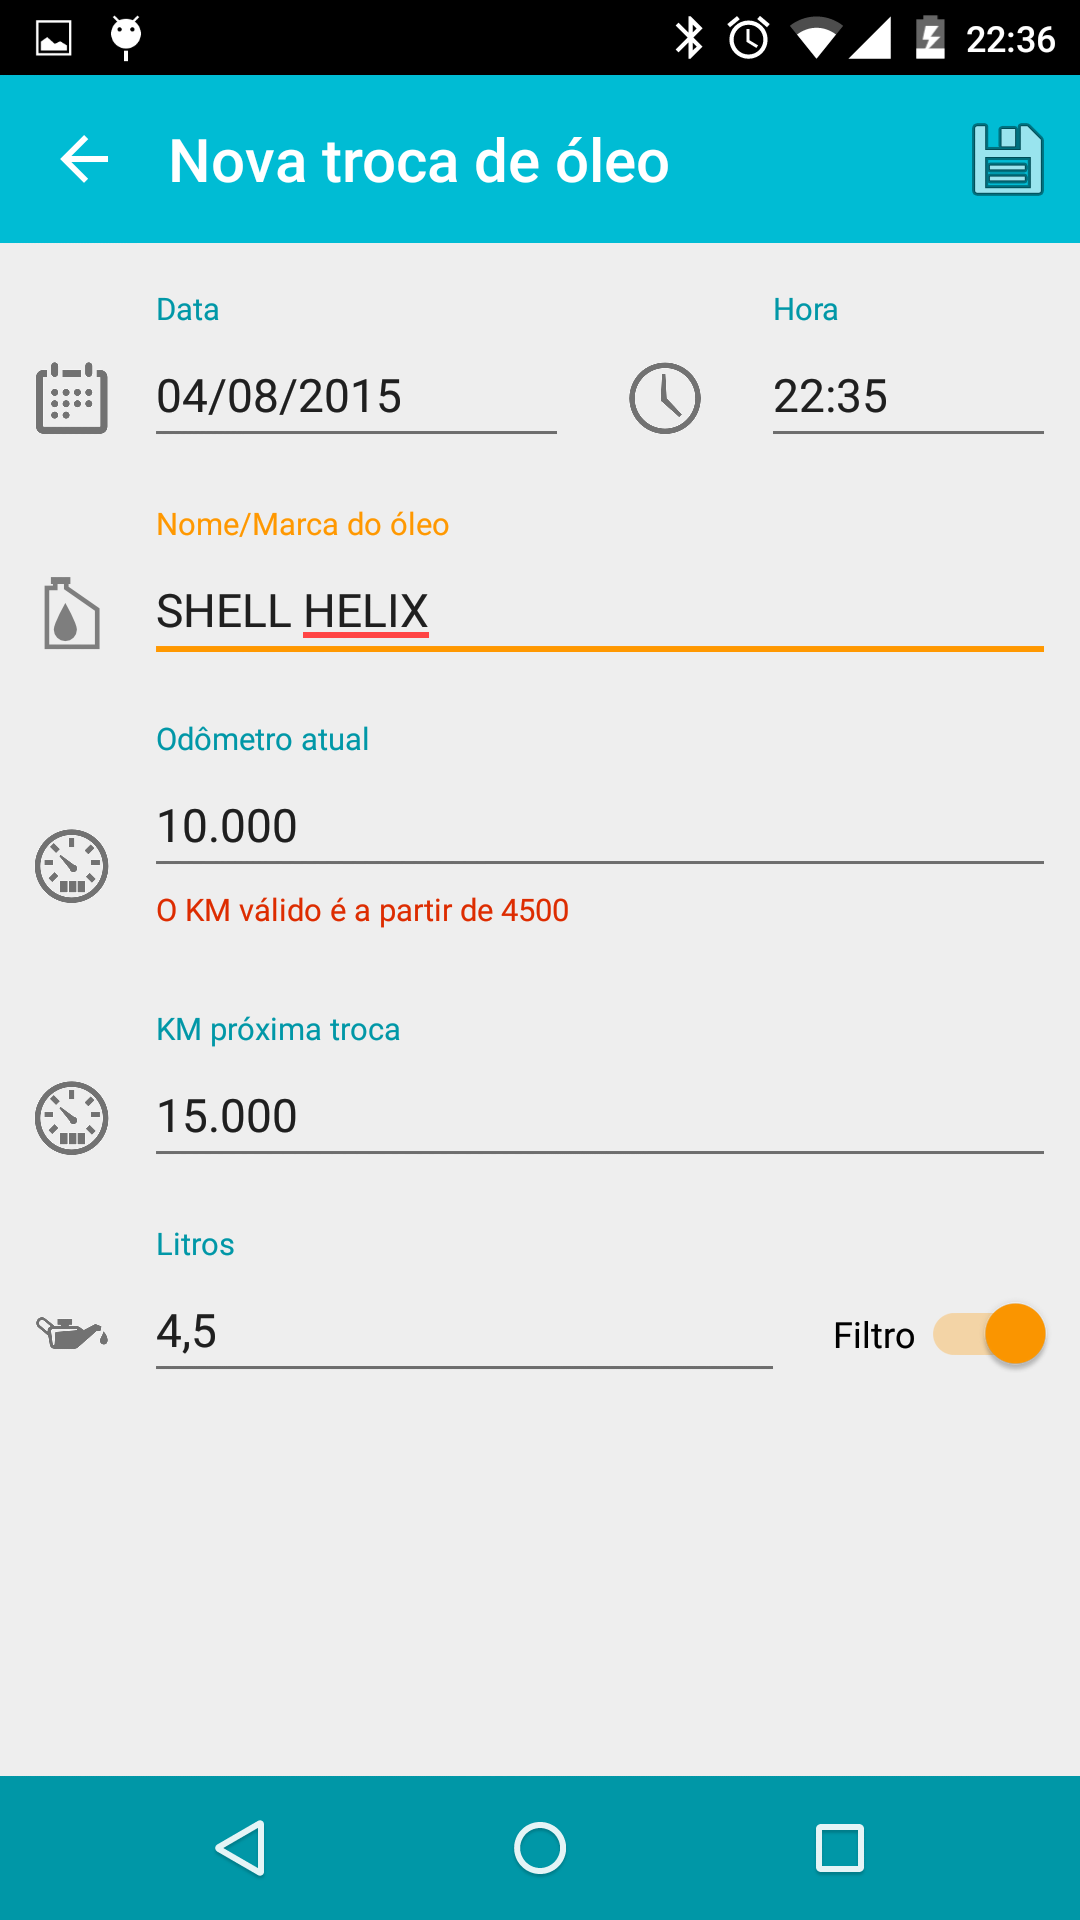 22:36
Nova troca de óleo
Data
Hora
04/08/2015
22:35
Nome/Marca do óleo
SHELL HELIX
Odômetro atual
10.000
O KM válido é a partir de 4500
KM próxima troca
15.000
Litros
4,5
Filtro